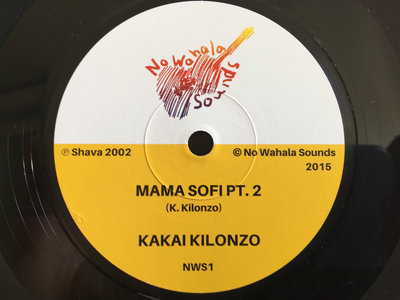 No Wahala
Sounds
℗ Shava 2002
© No Wahala Sounds
2015
MAMA SOFI PT. 2
(K. Kilonzo)
KAKAI KILONZO
NWS1